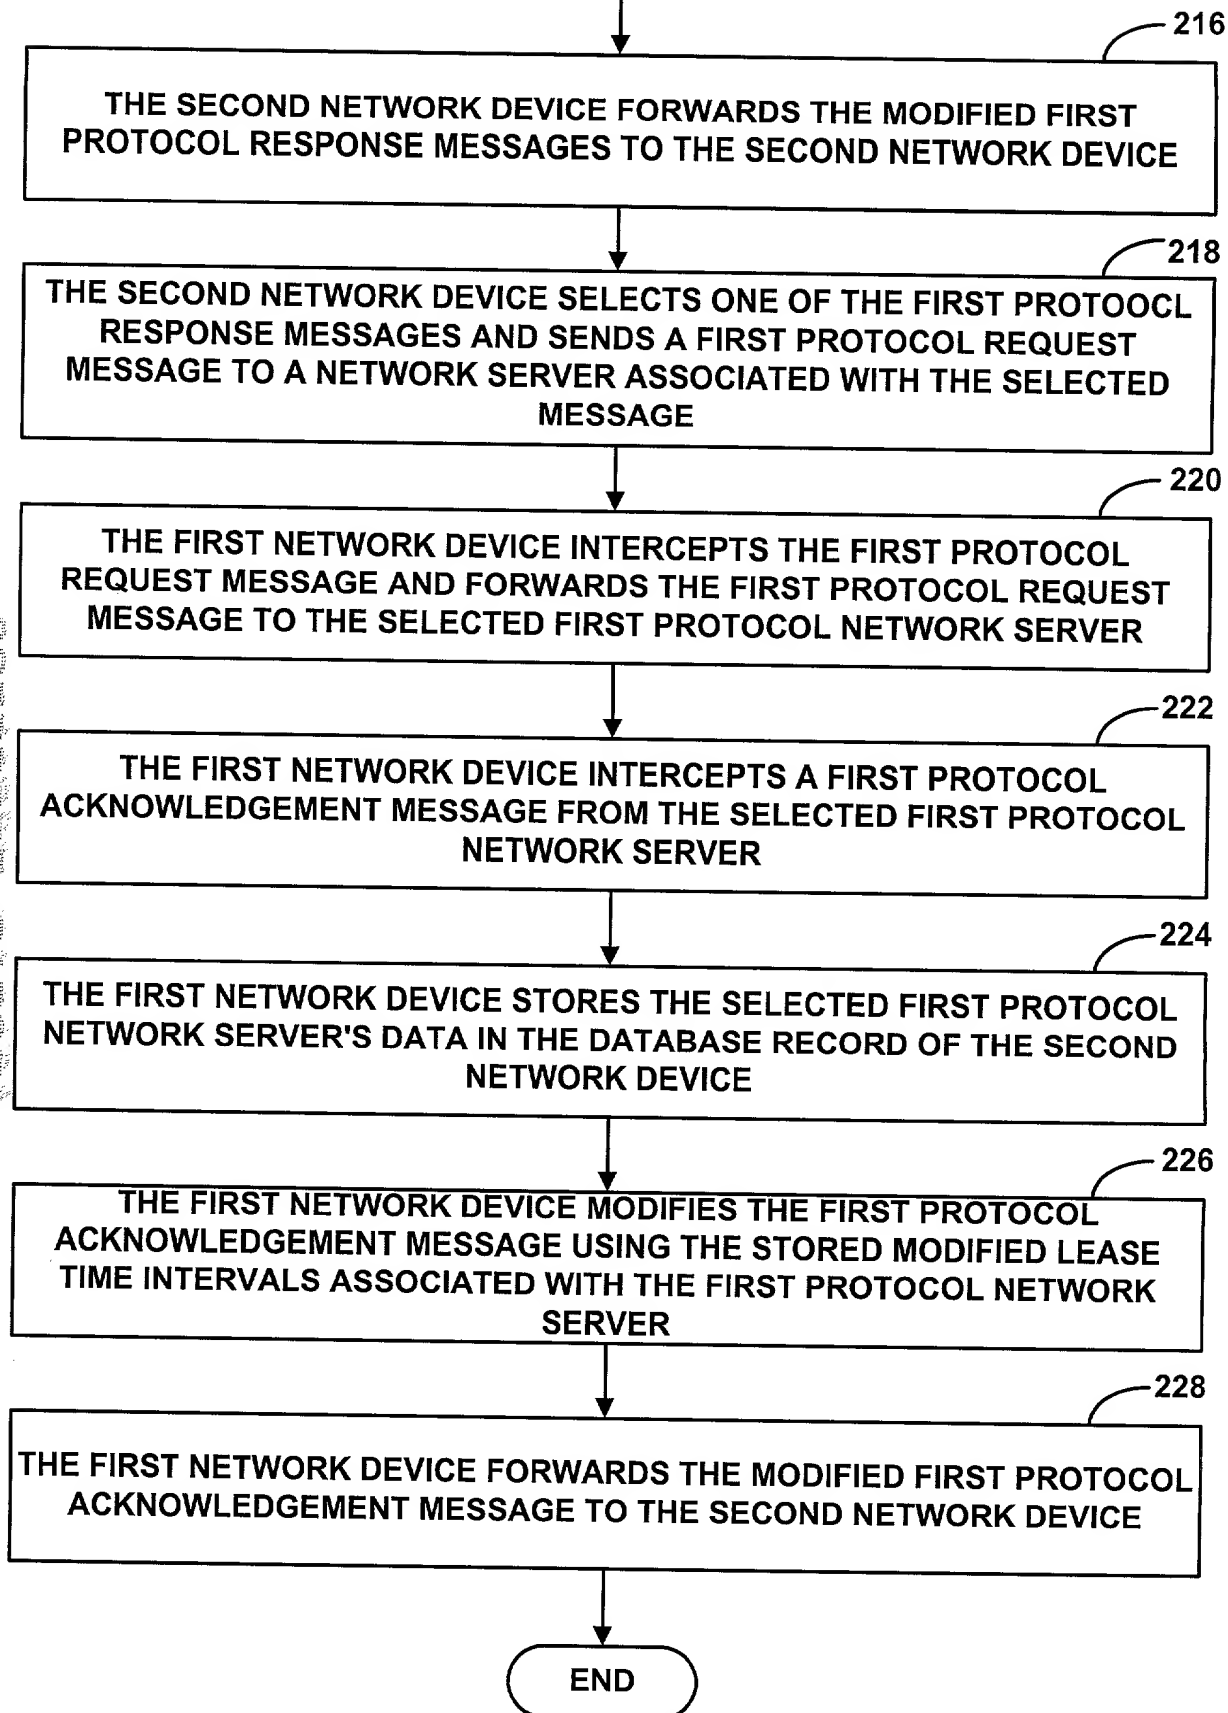 216
THE SECOND NETWORK DEVICE FORWARDS THE MODIFIED FIRST
PROTOCOL RESPONSE MESSAGES TO THE SECOND NETWORK DEVICE
218
THE SECOND NETWORK DEVICE SELECTS ONE OF THE FIRST PROTOOCL
RESPONSE MESSAGES AND SENDS A FIRST PROTOCOL REQUEST
MESSAGE TO A NETWORK SERVER ASSOCIATED WITH THE SELECTED
MESSAGE
220
THE FIRST NETWORK DEVICE INTERCEPTS THE FIRST PROTOCOL
REQUEST MESSAGE AND FORWARDS THE FIRST PROTOCOL REQUEST
MESSAGE TO THE SELECTED FIRST PROTOCOL NETWORK SERVER
222
THE FIRST NETWORK DEVICE INTERCEPTS A FIRST PROTOCOL
ACKNOWLEDGEMENT MESSAGE FROM THE SELECTED FIRST PROTOCOL
NETWORK SERVER
224
THE FIRST NETWORK DEVICE STORES THE SELECTED FIRST PROTOCOL
NETWORK SERVER'S DATA IN THE DATABASE RECORD OF THE SECOND
NETWORK DEVICE
226
THE FIRST NETWORK DEVICE MODIFIES THE FIRST PROTOCOL
ACKNOWLEDGEMENT MESSAGE USING THE STORED MODIFIED LEASE
TIME INTERVALS ASSOCIATED WITH THE FIRST PROTOCOL NETWORK
SERVER
228
THE FIRST NETWORK DEVICE FORWARDS THE MODIFIED FIRST PROTOCOL
ACKNOWLEDGEMENT MESSAGE TO THE SECOND NETWORK DEVICE
END